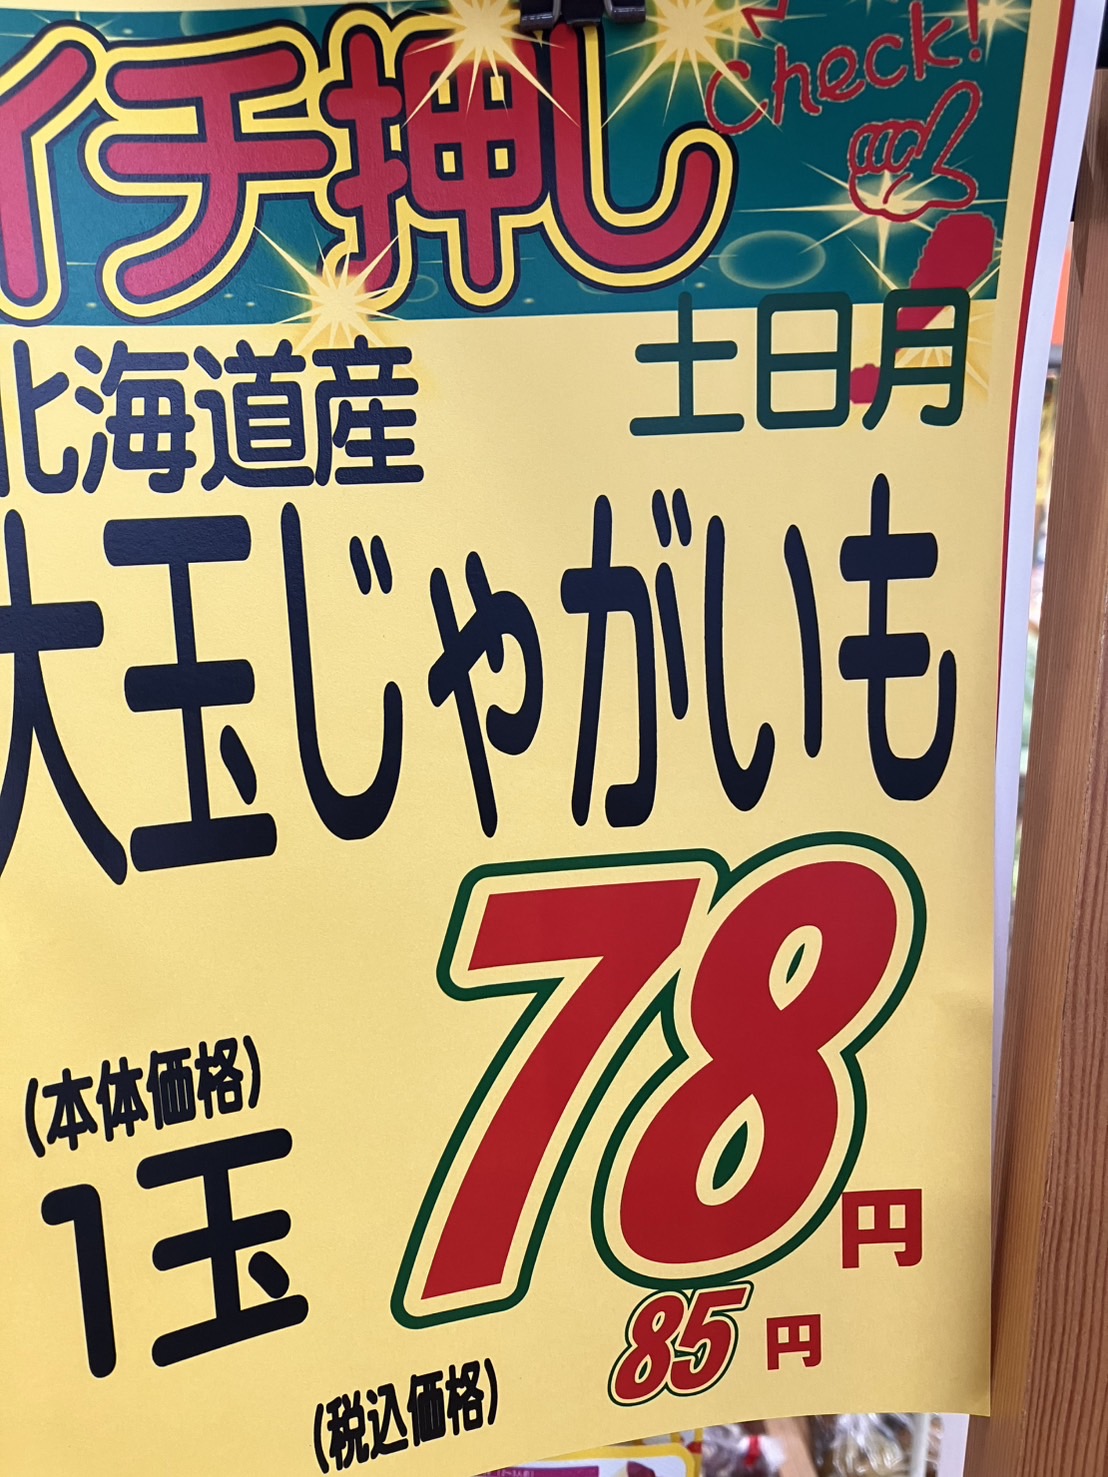 イチ押し
Check!
北海道産
土日月
大玉じゃがいも
(本体価格)
1玉
78円
85円
(税込価格)